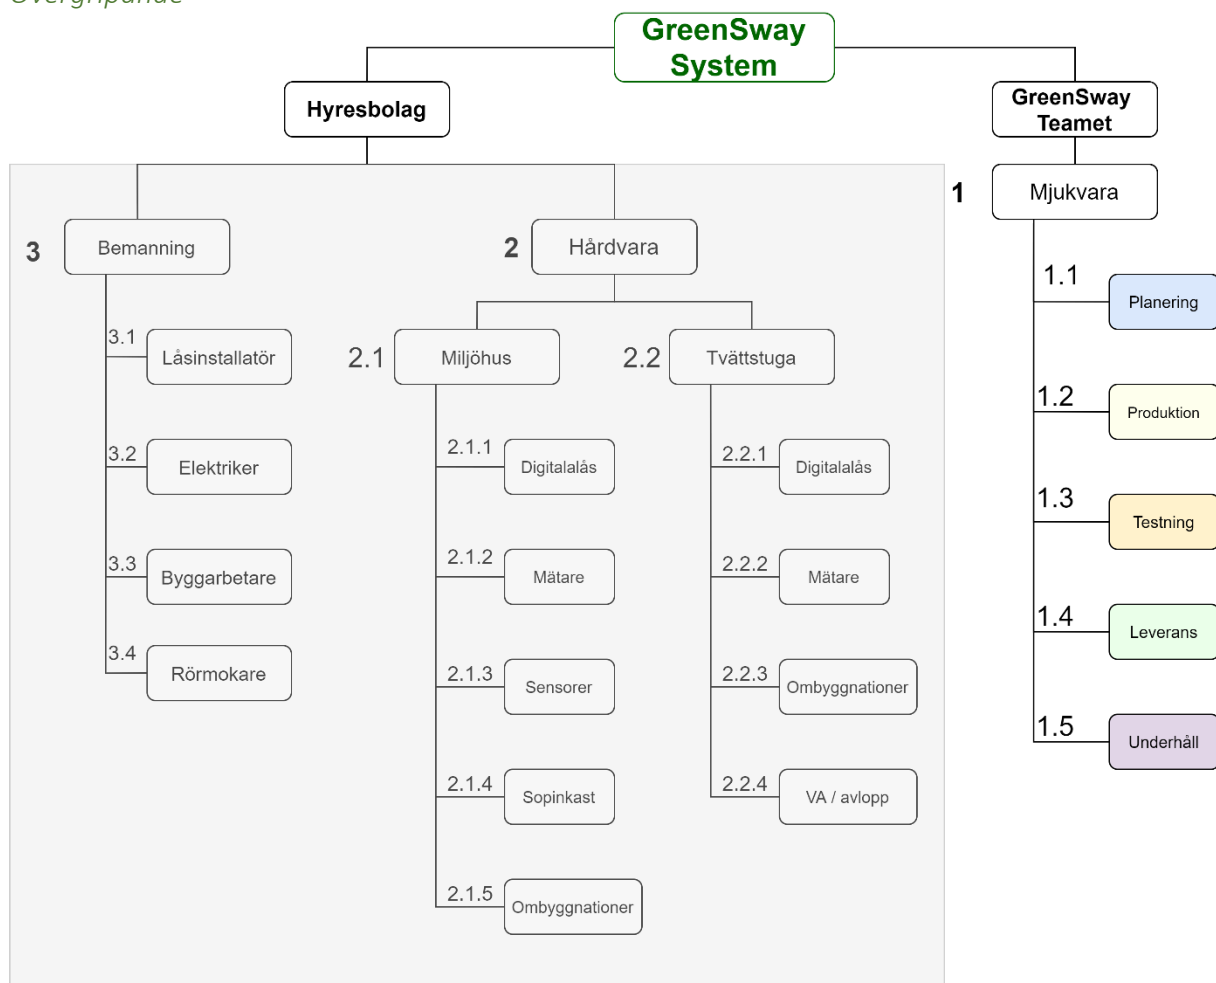 Övergripande
GreenSway
System
Hyresbolag
GreenSway
Teamet
3
Bemanning
3.1
Låsinstallatör
3.2
Elektriker
3.3
Byggarbetare
3.4
Rörmokare
2
Hårdvara
2.1
Miljöhus
2.1.1
Digitalalås
2.1.2
Mätare
2.1.3
Sensorer
2.1.4
Sopinkast
2.1.5
Ombyggnationer
2.2
Tvättstuga
2.2.1
Digitalalås
2.2.2
Mätare
2.2.3
Ombyggnationer
2.2.4
VA / avlopp
1
Mjukvara
1.1
Planering
1.2
Produktion
1.3
Testning
1.4
Leverans
1.5
Underhåll